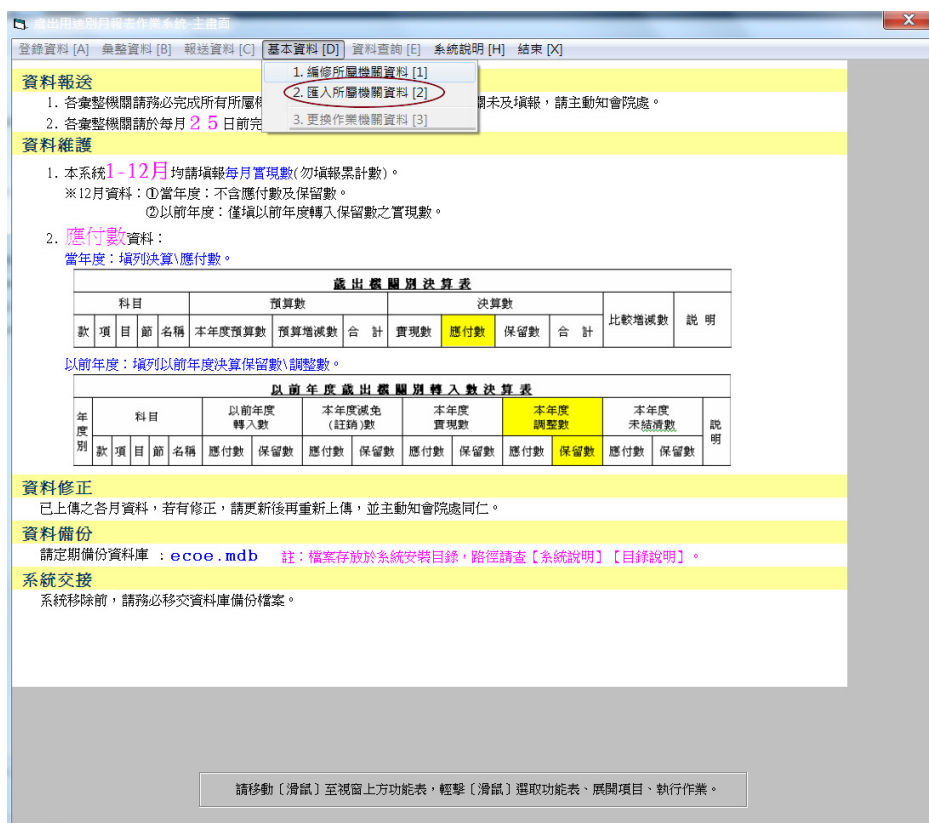 歲出用途別月報表作業系統-主畫面
登錄資料 [A] 彙整資料 [B] 報送資料 [C] 基本資料 [D] 資料查詢 [E] 系統說明 [H] 結束 [X]
1. 編修所屬機關資料 [1]
2. 匯入所屬機關資料 [2]
3. 更換作業機關資料 [3]
資料報送
1. 各彙整機關請務必完成所有所屬 關未及填報，請主動知會院處。
2. 各彙整機關請於每月25日前完
資料維護
1. 本系統1-12月均請填報每月實現數(勿填報累計數)。
※12月資料：①當年度：不含應付數及保留數。
②以前年度：僅填以前年度轉入保留數之實現數。
2. 應付數資料：
當年度：填列決算\應付數。
歲出機關別決算表
科目 預算數 決算數 比較增減數 說 明
款 項 目 節 名稱 本年度預算數 預算增減數 合 計 實現數 應付數 保留數 合 計
以前年度：填列以前年度決算保留數\調整數。
以前年度歲出機關別轉入數決算表
年度別 科目 以前年度轉入數 本年度減免(註銷)數 本年度實現數 本年度調整數 本年度未結清數 說明
款 項 目 節 名稱 應付數 保留數 應付數 保留數 應付數 保留數 應付數 保留數 應付數 保留數
資料修正
已上傳之各月資料，若有修正，請更新後再重新上傳，並主動知會院處同仁。
資料備份
請定期備份資料庫 ：ecoe.mdb 註：檔案存放於系統安裝目錄，路徑請查【系統說明】【目錄說明】。
系統交接
系統移除前，請務必移交資料庫備份檔案。
請移動〔滑鼠〕至視窗上方功能表，輕擊〔滑鼠〕選取功能表、展開項目、執行作業。